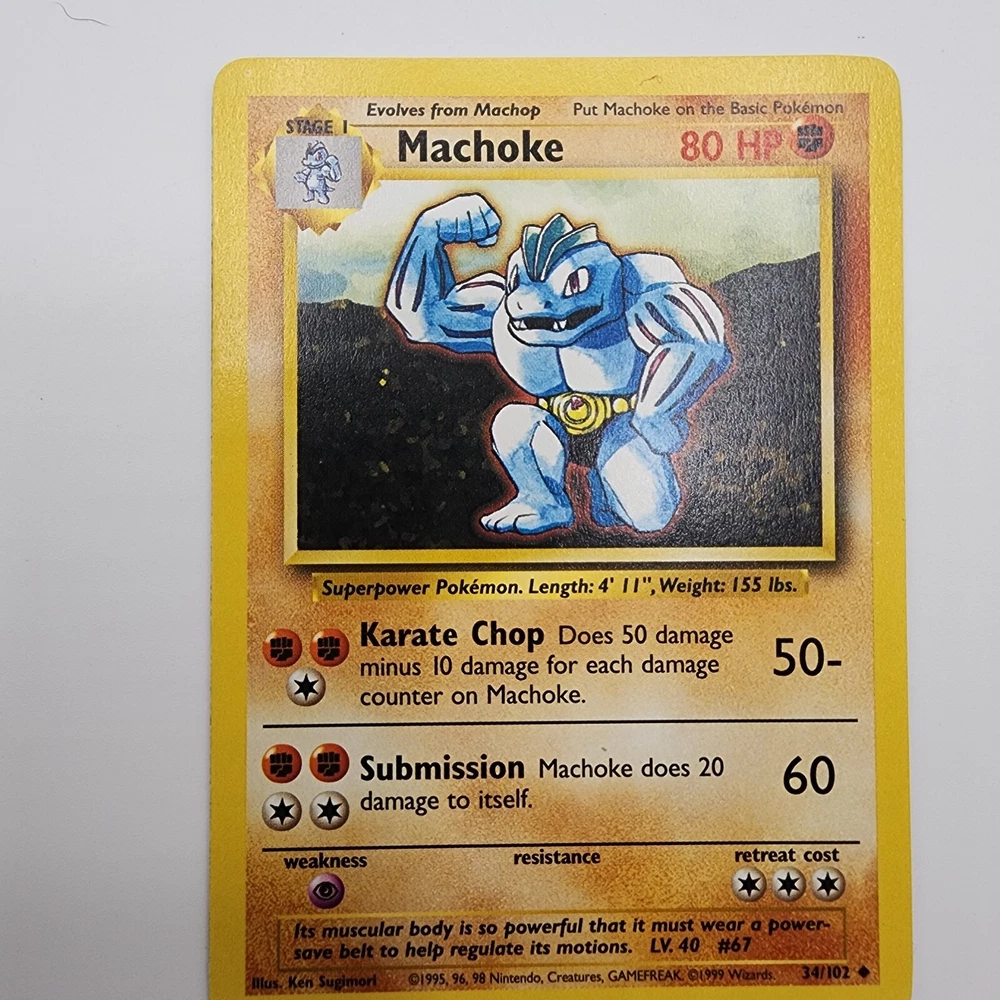 Evolves from Machop Put Machoke on the Basic Pokémon
STAGE 1
Machoke 80 HP
Superpower Pokémon. Length: 4' 11", Weight: 155 lbs.
Karate Chop Does 50 damage
minus 10 damage for each damage
counter on Machoke.
50-
Submission Machoke does 20
damage to itself.
60
weakness resistance retreat cost
Its muscular body is so powerful that it must wear a power-
save belt to help regulate its motions. LV. 40 #67
Illus. Ken Sugimori ©1995, 96, 98 Nintendo, Creatures, GAMEFREAK. ©1999 Wizards. 34/102